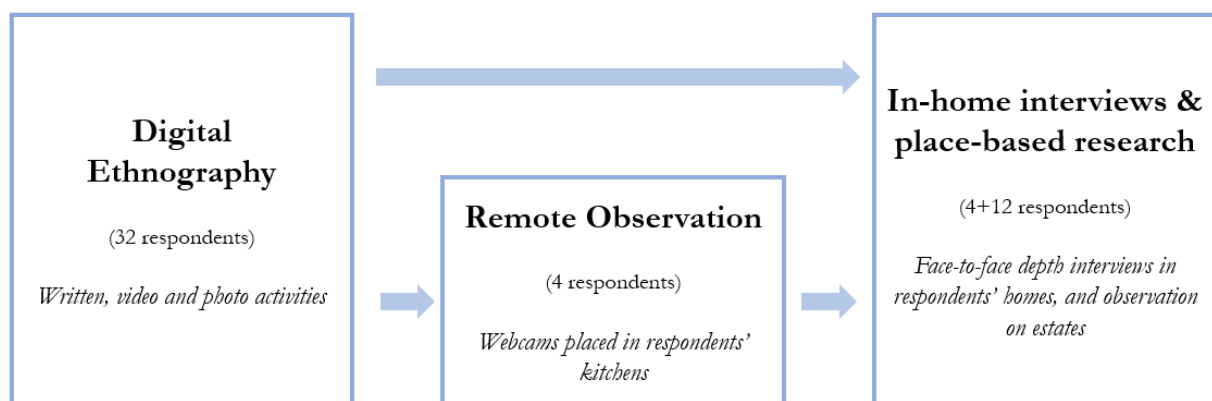 Digital
Ethnography
(32 respondents)
Written, video and photo activities
Remote Observation
(4 respondents)
Webcams placed in respondents’
kitchens
In-home interviews &
place-based research
(4+12 respondents)
Face-to-face depth interviews in
respondents’ homes, and observation
on estates